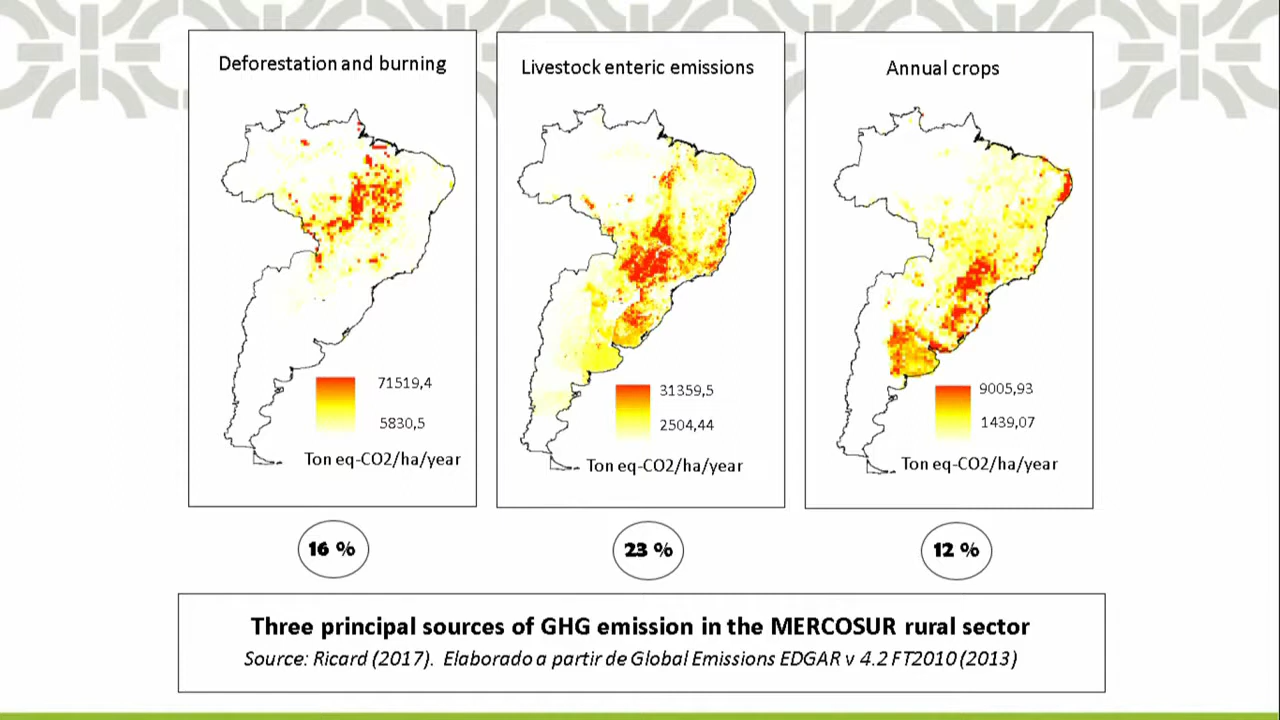 Deforestation and burning
71519,4
5830,5
Ton eq-CO2/ha/year
16 %
Livestock enteric emissions
31359,5
2504,44
Ton eq-CO2/ha/year
23 %
Annual crops
9005,93
1439,07
Ton eq-CO2/ha/year
12 %
Three principal sources of GHG emission in the MERCOSUR rural sector
Source: Ricard (2017). Elaborado a partir de Global Emissions EDGAR v 4.2 FT2010 (2013)